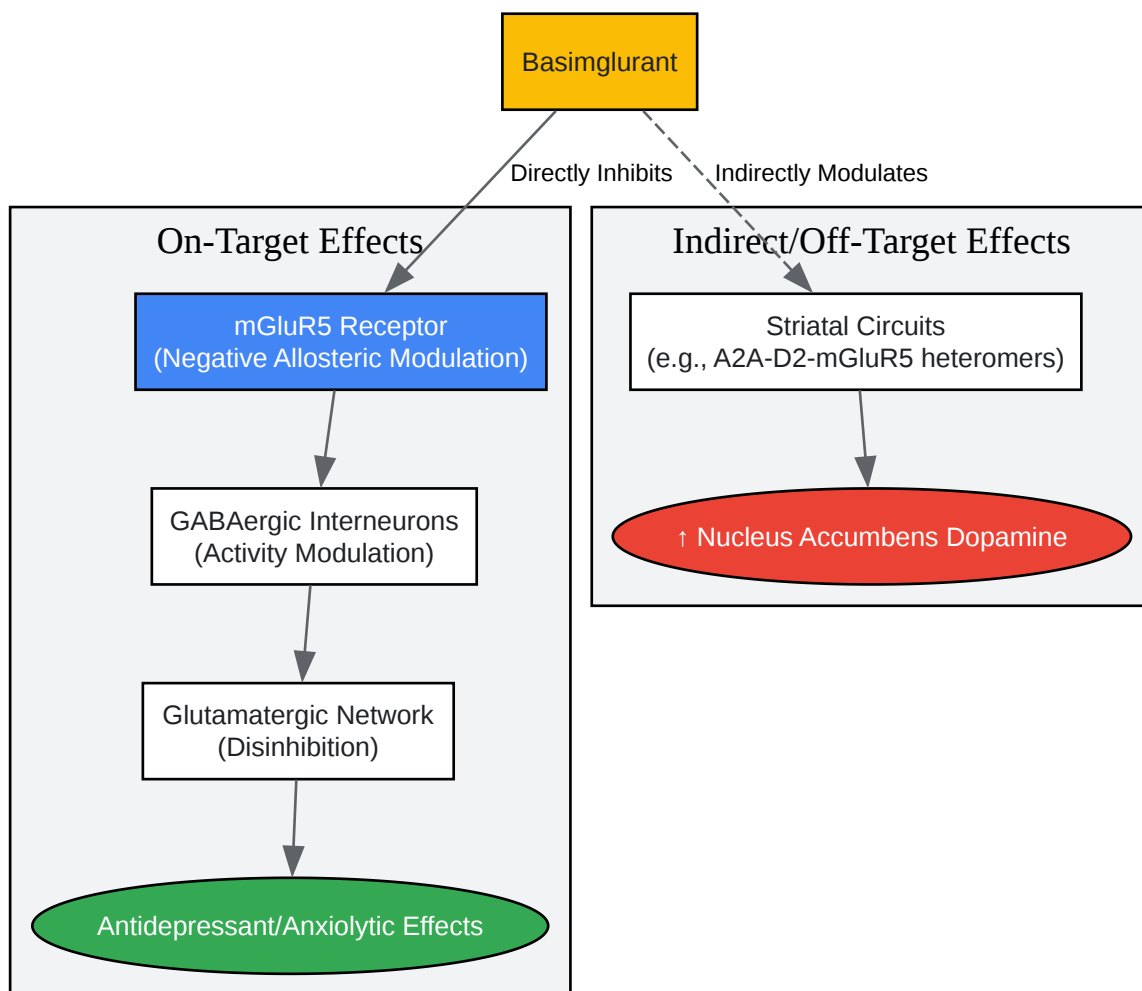 Basimglurant
Directly Inhibits
Indirectly Modulates
On-Target Effects
mGluR5 Receptor
(Negative Allosteric Modulation)
GABAergic Interneurons
(Activity Modulation)
Glutamatergic Network
(Disinhibition)
Antidepressant/Anxiolytic Effects
Indirect/Off-Target Effects
Striatal Circuits
(e.g., A2A-D2-mGluR5 heteromers)
↑ Nucleus Accumbens Dopamine